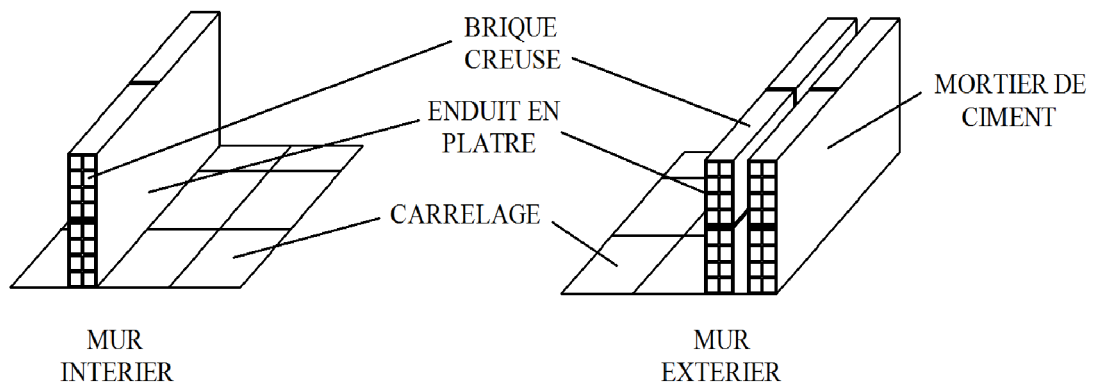 BRIQUE
CREUSE
MORTIER DE
CIMENT
ENDUIT EN
PLATRE
CARRELAGE
MUR
INTERIER
MUR
EXTERIER